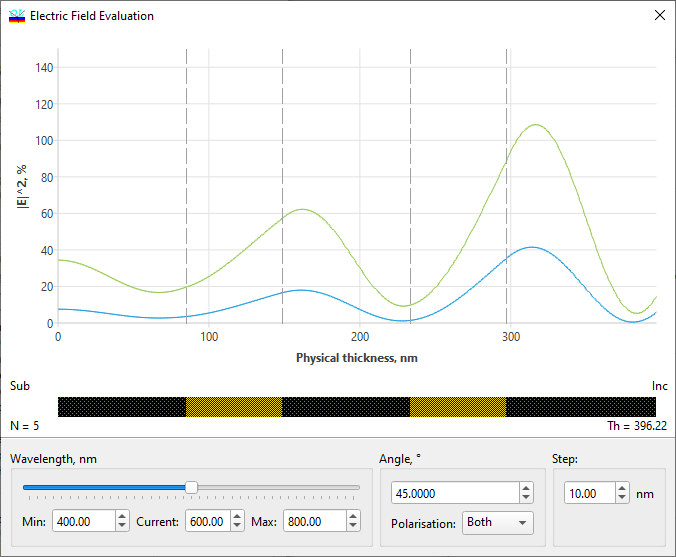 Electric Field Evaluation
140
120
100
80
60
40
20
0
|E|^2, %
0 100 200 300
Physical thickness, nm
Sub Inc
N = 5 Th = 396.22
Wavelength, nm Angle, ° Step:
45.0000 10.00 nm
Min: 400.00 Current: 600.00 Max: 800.00 Polarisation: Both